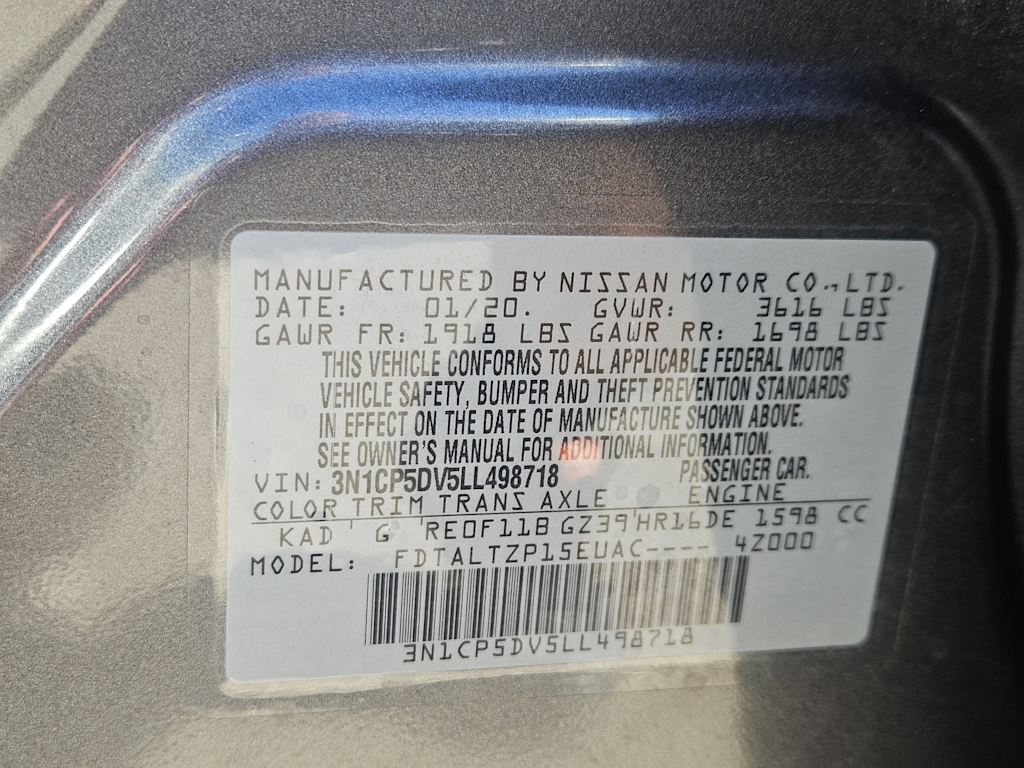 MANUFACTURED BY NISSAN MOTOR CO.,LTD.
DATE: 01/20. GVWR: 3616 LBS
GAWR FR: 1918 LBS GAWR RR: 1698 LBS
THIS VEHICLE CONFORMS TO ALL APPLICABLE FEDERAL MOTOR
VEHICLE SAFETY, BUMPER AND THEFT PREVENTION STANDARDS
IN EFFECT ON THE DATE OF MANUFACTURE SHOWN ABOVE.
SEE OWNER'S MANUAL FOR ADDITIONAL INFORMATION.
VIN: 3N1CP5DV5LL498718 PASSENGER CAR.
COLOR TRIM TRANS AXLE ENGINE
KAD G RE0F11B GZ39 HR16DE 1598 CC
MODEL: FDTALTZP15EUAC---- 4Z000
3N1CP5DV5LL498718